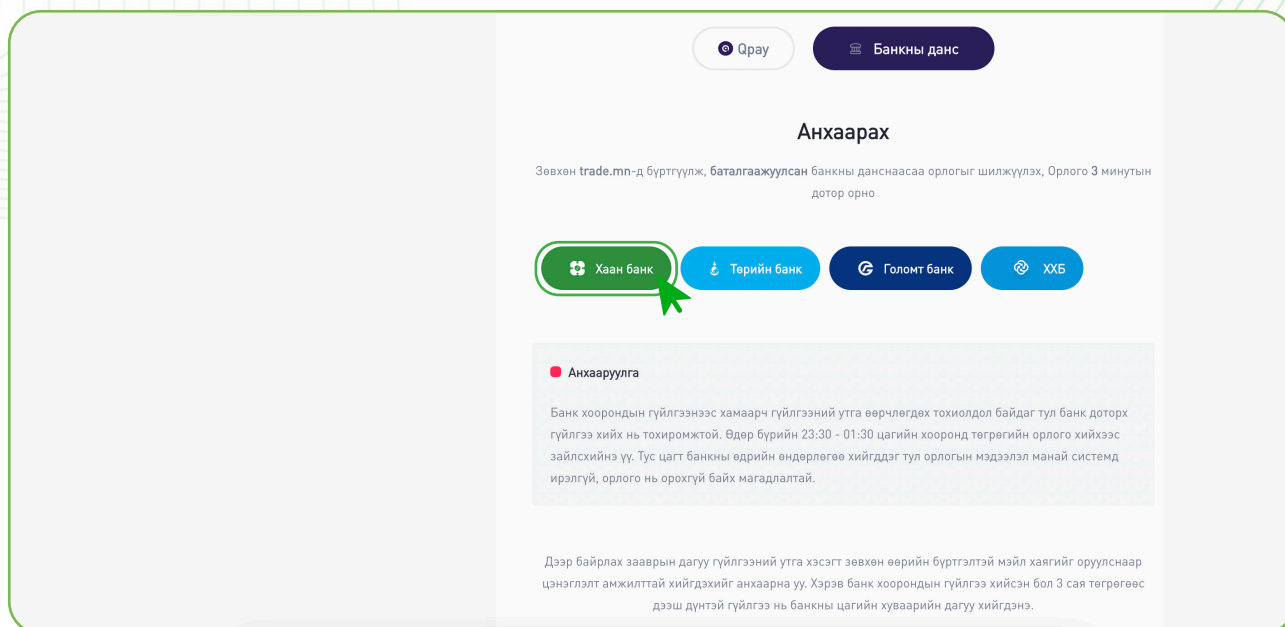 Qpay Банкны данс
Анхаарах
Зөвхөн trade.mn-д бүртгүүлж, баталгаажуулсан банкны данснаасаа орлогыг шилжүүлэх, Орлого 3 минутын
дотор орно
Хаан банк Төрийн банк Голомт банк ХХБ
Анхааруулга
Банк хоорондын гүйлгээнээс хамаарч гүйлгээний утга өөрчлөгдөх тохиолдол байдаг тул банк доторх
гүйлгээ хийх нь тохиромжтой. Өдөр бүрийн 23:30 - 01:30 цагийн хооронд төгрөгийн орлого хийхээс
зайлсхийнэ үү. Тус цагт банкны өдрийн өндөрлөгөө хийгддэг тул орлогын мэдээлэл манай системд
ирэлгүй, орлого нь орохгүй байх магадлалтай.
Дээр байрлах зааврын дагуу гүйлгээний утга хэсэгт зөвхөн өөрийн бүртгэлтэй мэйл хаягийг оруулснаар
цэнэглэлт амжилттай хийгдэхийг анхаарна уу. Хэрэв банк хоорондын гүйлгээ хийсэн бол 3 сая төгрөгөөс
дээш дүнтэй гүйлгээ нь банкны цагийн хуваарийн дагуу хийгдэнэ.